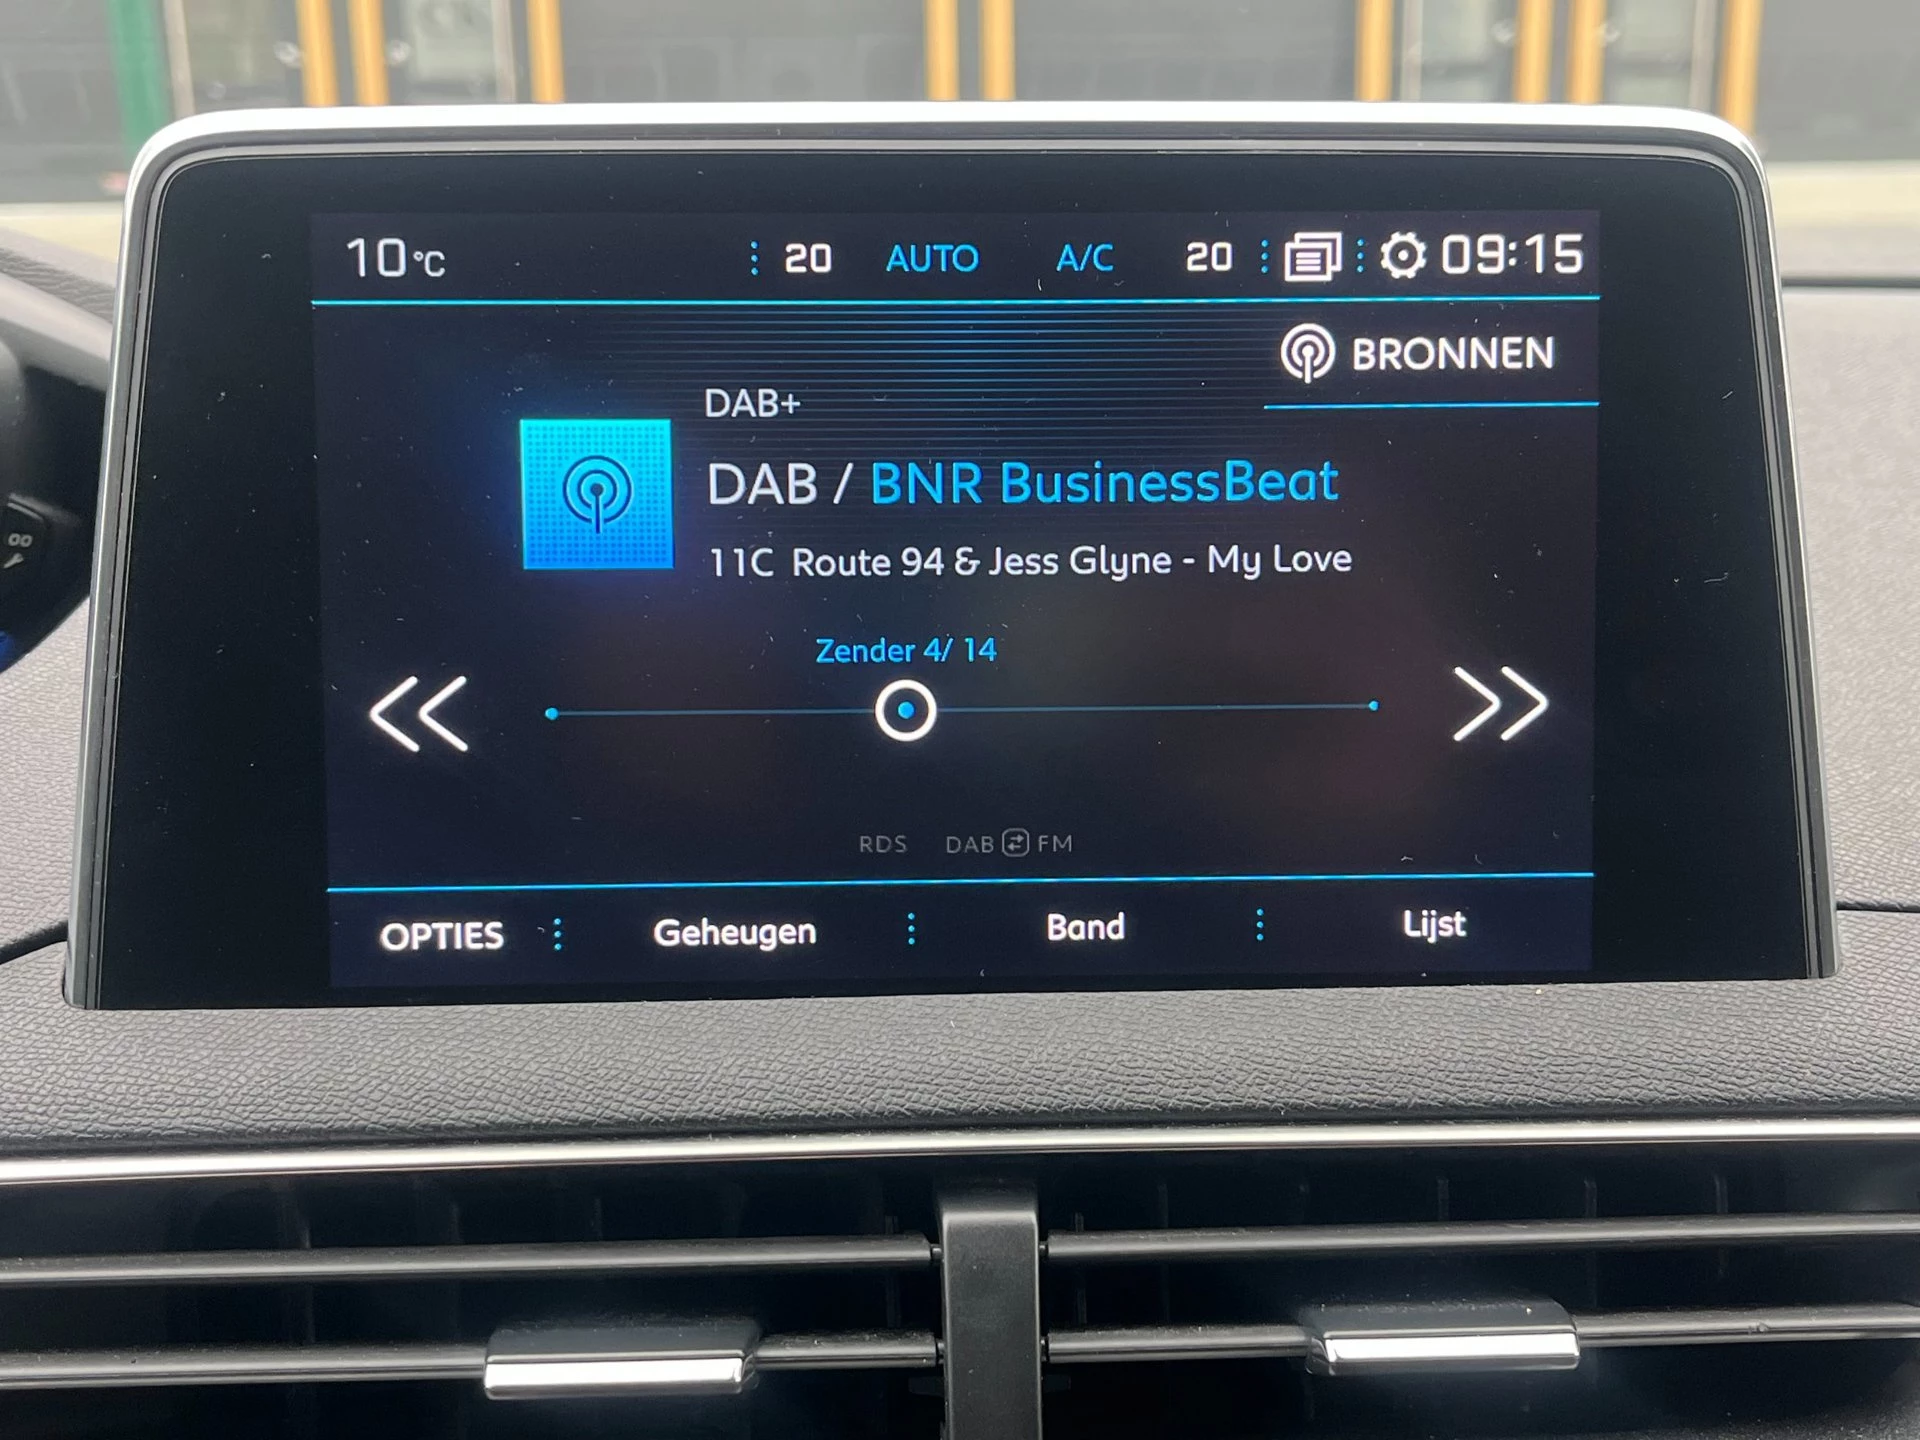 10°C 20 AUTO A/C 20 09:15
BRONNEN
DAB+
DAB / BNR BusinessBeat
11C Route 94 & Jess Glyne - My Love
Zender 4/ 14
RDS DAB FM
OPTIES Geheugen Band Lijst